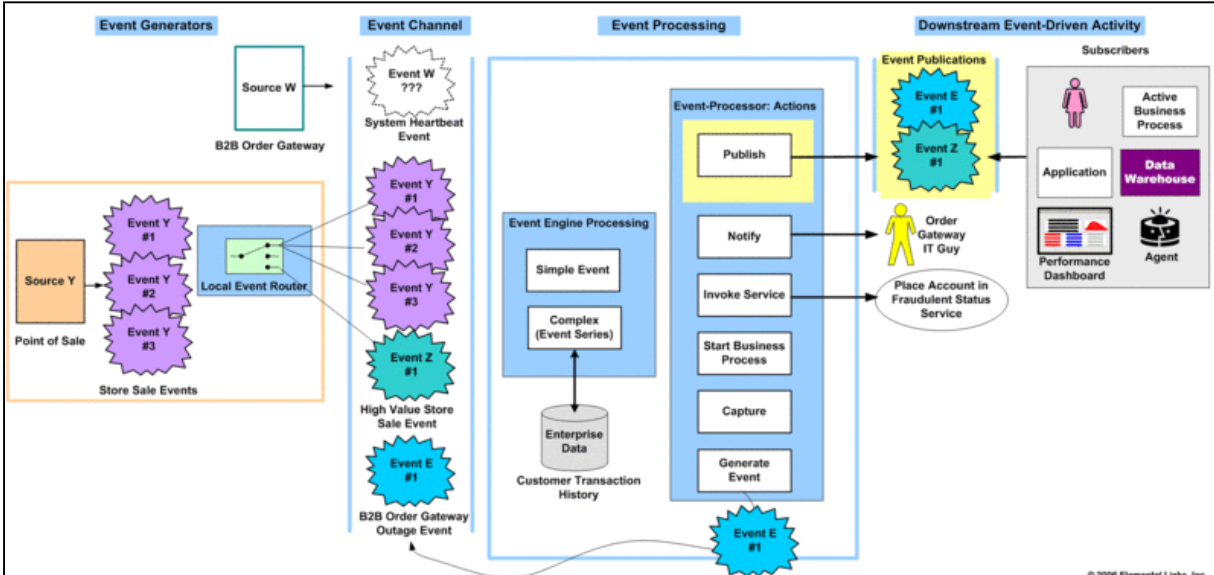 Event Generators
Event Channel
Event Processing
Downstream Event-Driven Activity
Source W
B2B Order Gateway
Event W
???
System Heartbeat
Event
Source Y
Point of Sale
Event Y
#1
Event Y
#2
Event Y
#3
Store Sale Events
Local Event Router
Event Y
#1
Event Y
#2
Event Y
#3
Event Z
#1
High Value Store
Sale Event
Event E
#1
B2B Order Gateway
Outage Event
Event Engine Processing
Simple Event
Complex
(Event Series)
Enterprise
Data
Customer Transaction
History
Event-Processor: Actions
Publish
Notify
Invoke Service
Start Business
Process
Capture
Generate
Event
Event E
#1
Event Publications
Event E
#1
Event Z
#1
Order
Gateway
IT Guy
Place Account in
Fraudulent Status
Service
Subscribers
Active
Business
Process
Application
Data
Warehouse
Performance
Dashboard
Agent
© 2006 Elemental Links, Inc.